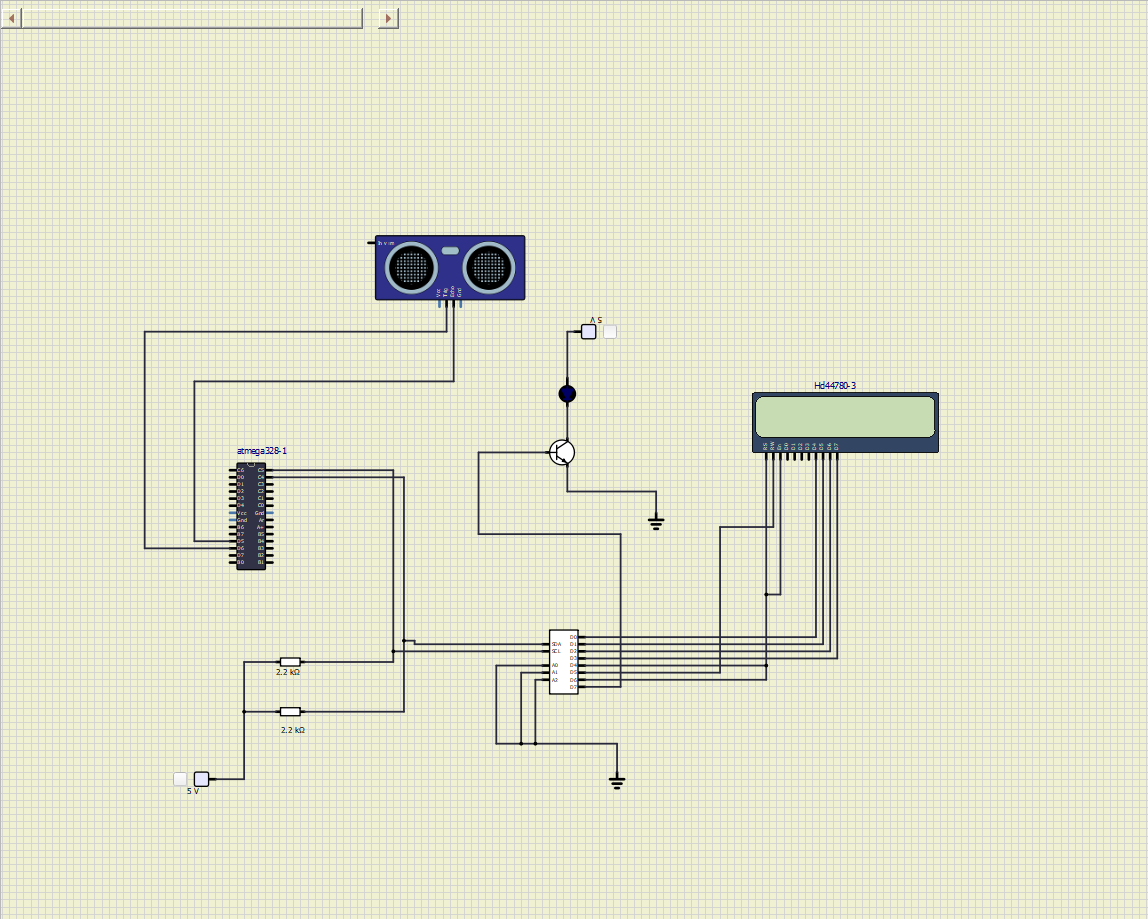 In v in
Vcc
Trig
Echo
Gnd
5 V
Hd44780-3
RS
RW
En
D0
D1
D2
D3
D4
D5
D6
D7
atmega328-1
C6 C5
D0 C4
D1 C3
D2 C2
D3 C1
D4 C0
Vcc Gnd
Gnd Ar
B6 A+
B7 B5
D5 B4
D6 B3
D7 B2
B0 B1
D0
SDA D1
SCL D2
D3
A0 D4
A1 D5
A2 D6
D7
2.2 kΩ
2.2 kΩ
5 V